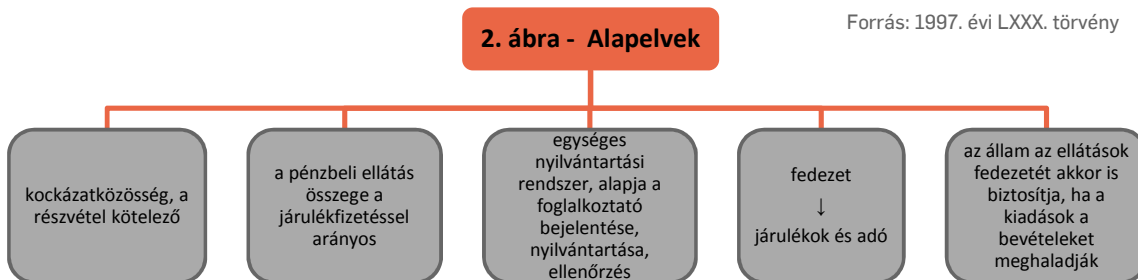 Forrás: 1997. évi LXXX. törvény
2. ábra - Alapelvek
kockázatközösség, a
részvétel kötelező
a pénzbeli ellátás
összege a
járulékfizetéssel
arányos
egységes
nyilvántartási
rendszer, alapja a
foglalkoztató
bejelentése,
nyilvántartása,
ellenőrzés
fedezet
↓
járulékok és adó
az állam az ellátások
fedezetét akkor is
biztosítja, ha a
kiadások a
bevételeket
meghaladják